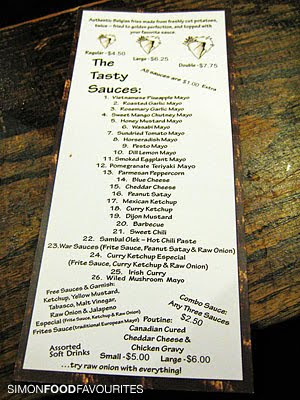 Authentic Belgian fries made from freshly cut potatoes,
twice - fried to golden perfection, and topped with
your favorite sauce.
Regular -$4.50
Large -$6.25
Double -$7.75
The
Tasty
Sauces:
All sauces are $1.00 Extra
1. Vietnamese Pineapple Mayo
2. Roasted Garlic Mayo
3. Rosemary Garlic Mayo
4. Sweet Mango Chutney Mayo
5. Honey Mustard Mayo
6. Wasabi Mayo
7. Sundried Tomato Mayo
8. Horseradish Mayo
9. Pesto Mayo
10. Dill Lemon Mayo
11. Smoked Eggplant Mayo
12. Pomegranate Teriyaki Mayo
13. Parmesan Peppercorn
14. Blue Cheese
15. Cheddar Cheese
16. Peanut Satay
17. Mexican Ketchup
18. Curry Ketchup
19. Dijon Mustard
20. Barbecue
21. Sweet Chili
22. Sambal Olek - Hot Chili Paste
23. War Sauces (Frite Sauce, Peanut Satay & Raw Onion)
24. Curry Ketchup Especial
(Frite Sauce, Curry Ketchup & Raw Onion)
25. Irish Curry
26. Wiled Mushroom Mayo
Free Sauces & Garnish:
Ketchup, Yellow Mustard,
Tabasco, Malt Vinegar,
Raw Onion & Jalapeno
Especial (Frite Sauce, Ketchup & Raw Onion)
Frites Sauce (traditional European Mayo)
Combo Sauce:
Any Three Sauces
$2.50
Assorted
Soft Drinks
Poutine:
Canadian Cured
Cheddar Cheese &
Chicken Gravy
Small -$5.00 Large -$6.00
...try raw onion with everything!
SIMONFOODFAVOURITES